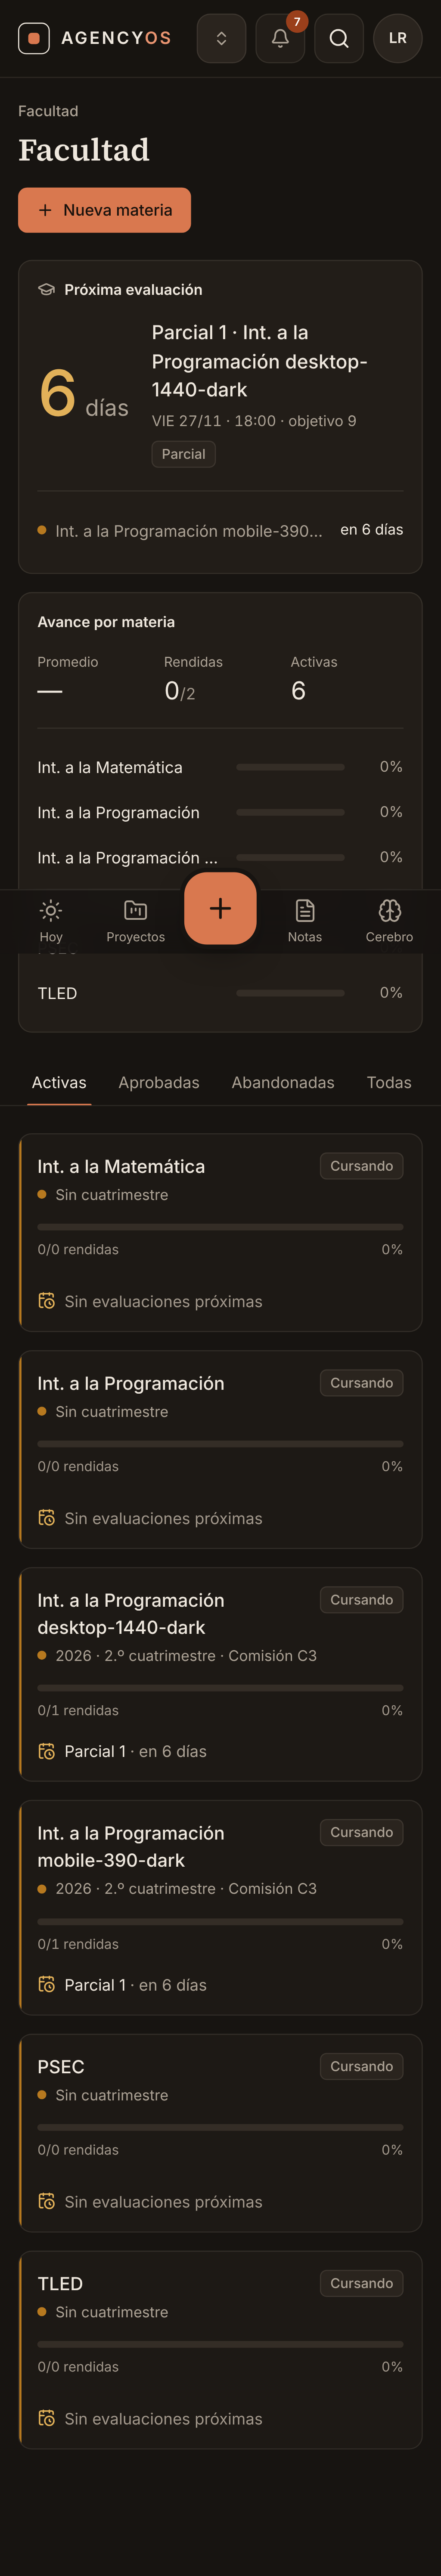 AGENCYOS
7
LR
Facultad
Facultad
+ Nueva materia
Próxima evaluación
6 días
Parcial 1 · Int. a la
Programación desktop-
1440-dark
VIE 27/11 · 18:00 · objetivo 9
Parcial
Int. a la Programación mobile-390... en 6 días
Avance por materia
Promedio Rendidas Activas
— 0/2 6
Int. a la Matemática 0%
Int. a la Programación 0%
Int. a la Programación ... 0%
Hoy Proyectos Notas Cerebro
TLED 0%
Activas Aprobadas Abandonadas Todas
Int. a la Matemática Cursando
Sin cuatrimestre
0/0 rendidas 0%
Sin evaluaciones próximas
Int. a la Programación Cursando
Sin cuatrimestre
0/0 rendidas 0%
Sin evaluaciones próximas
Int. a la Programación Cursando
desktop-1440-dark
2026 · 2.º cuatrimestre · Comisión C3
0/1 rendidas 0%
Parcial 1 · en 6 días
Int. a la Programación Cursando
mobile-390-dark
2026 · 2.º cuatrimestre · Comisión C3
0/1 rendidas 0%
Parcial 1 · en 6 días
PSEC Cursando
Sin cuatrimestre
0/0 rendidas 0%
Sin evaluaciones próximas
TLED Cursando
Sin cuatrimestre
0/0 rendidas 0%
Sin evaluaciones próximas